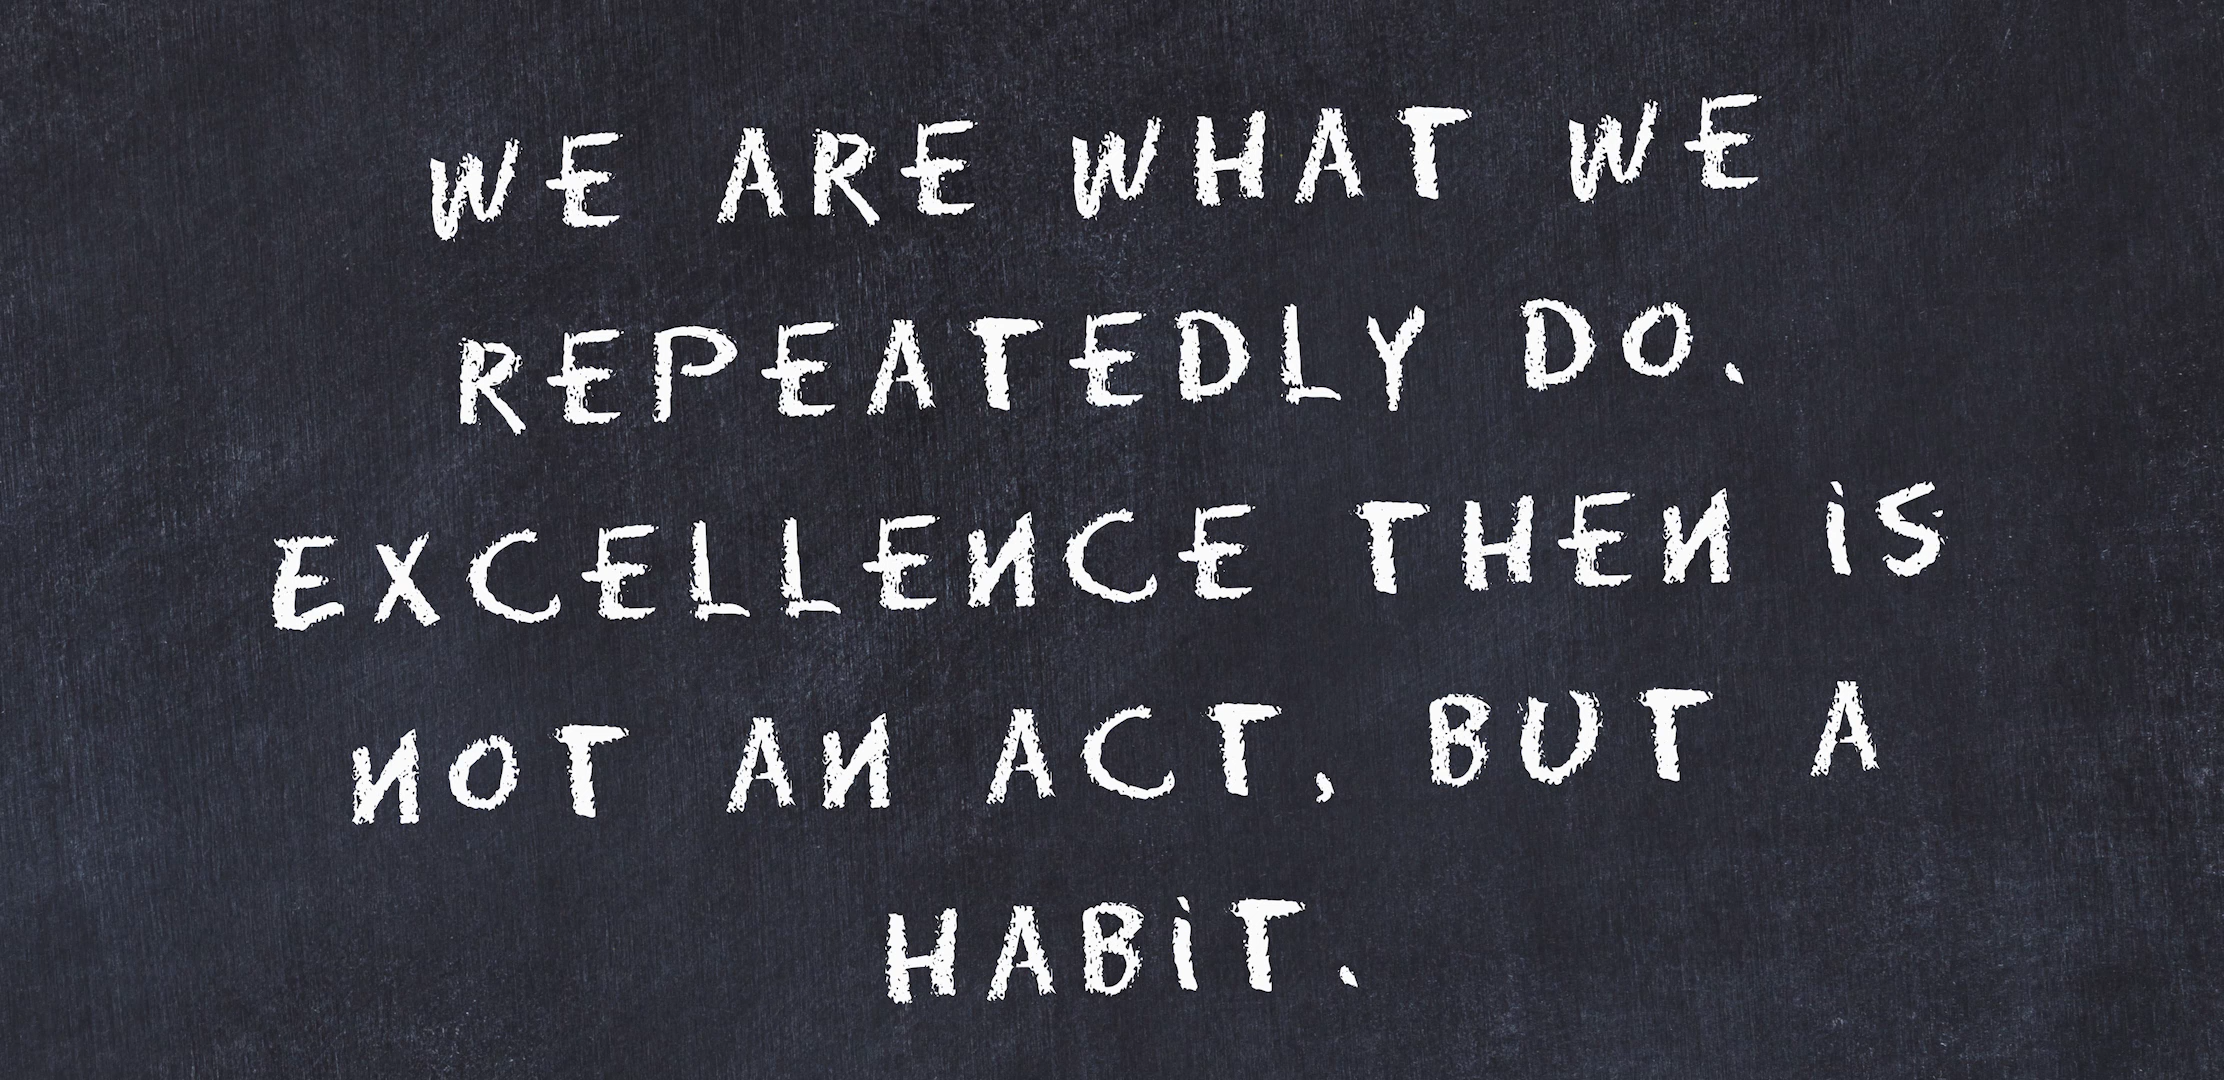 WE ARE WHAT WE
REPEATEDLY DO.
EXCELLENCE THEN IS
NOT AN ACT, BUT A
HABIT.